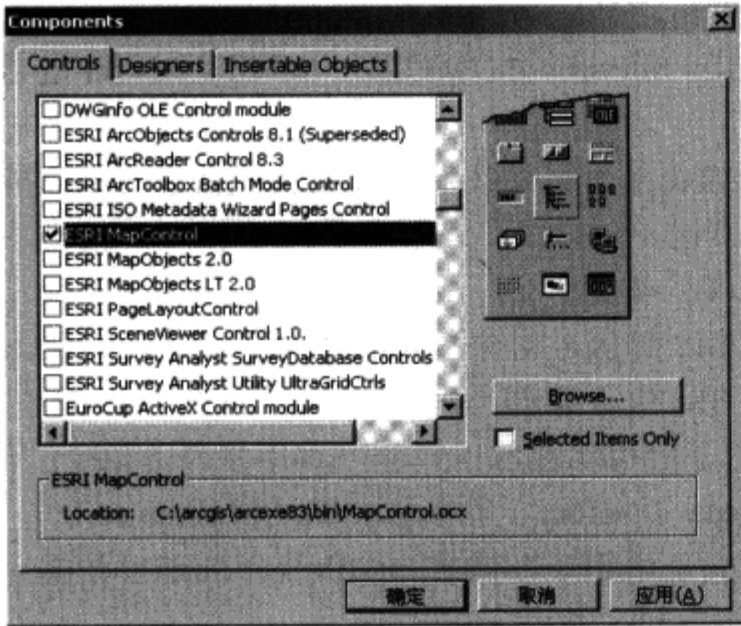 Components
Controls
Designers
Insertable Objects
DWGinfo OLE Control module
ESRI ArcObjects Controls 8.1 (Superseded)
ESRI ArcReader Control 8.3
ESRI ArcToolbox Batch Mode Control
ESRI ISO Metadata Wizard Pages Control
ESRI MapControl
ESRI MapObjects 2.0
ESRI MapObjects LT 2.0
ESRI PageLayoutControl
ESRI SceneViewer Control 1.0.
ESRI Survey Analyst SurveyDatabase Controls
ESRI Survey Analyst Utility UltraGridCtrls
EuroCup ActiveX Control module
Browse...
Selected Items Only
ESRI MapControl
Location: C:\arcgis\arcexe83\bin\MapControl.ocx
确定
取消
应用(A)